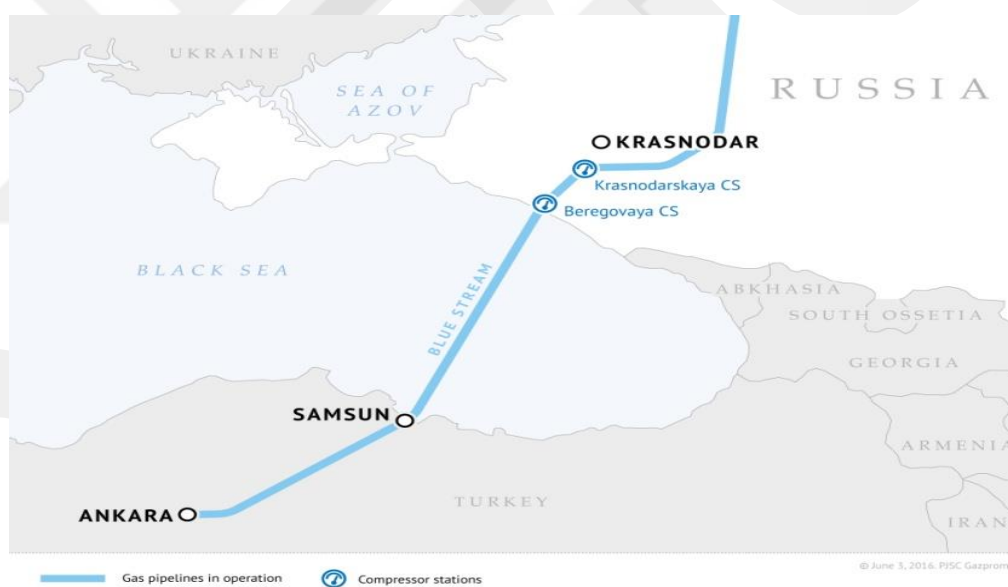 UKRAINE
SEA OF
AZOV
RUSSIA
KRASNODAR
Krasnodarskaya CS
Beregovaya CS
BLACK SEA
BLUE STREAM
ABKHASIA
SOUTH OSSETIA
GEORGIA
SAMSUN
ARMENIA
ANKARA
TURKEY
IRAN
Gas pipelines in operation
Compressor stations
© June 3, 2016. PJSC Gazprom